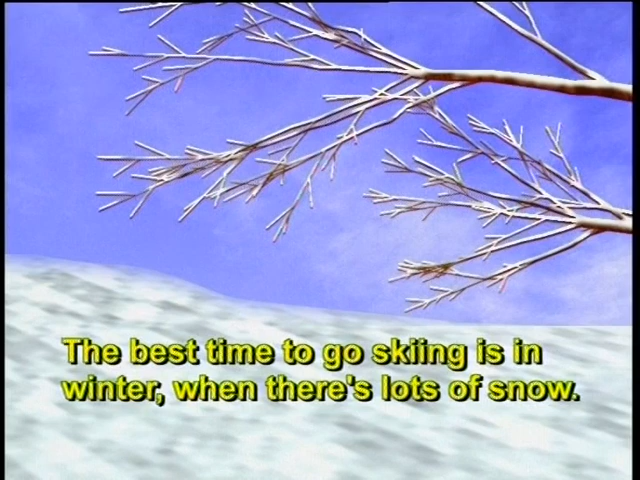 The best time to go skiing is in
winter, when there's lots of snow.